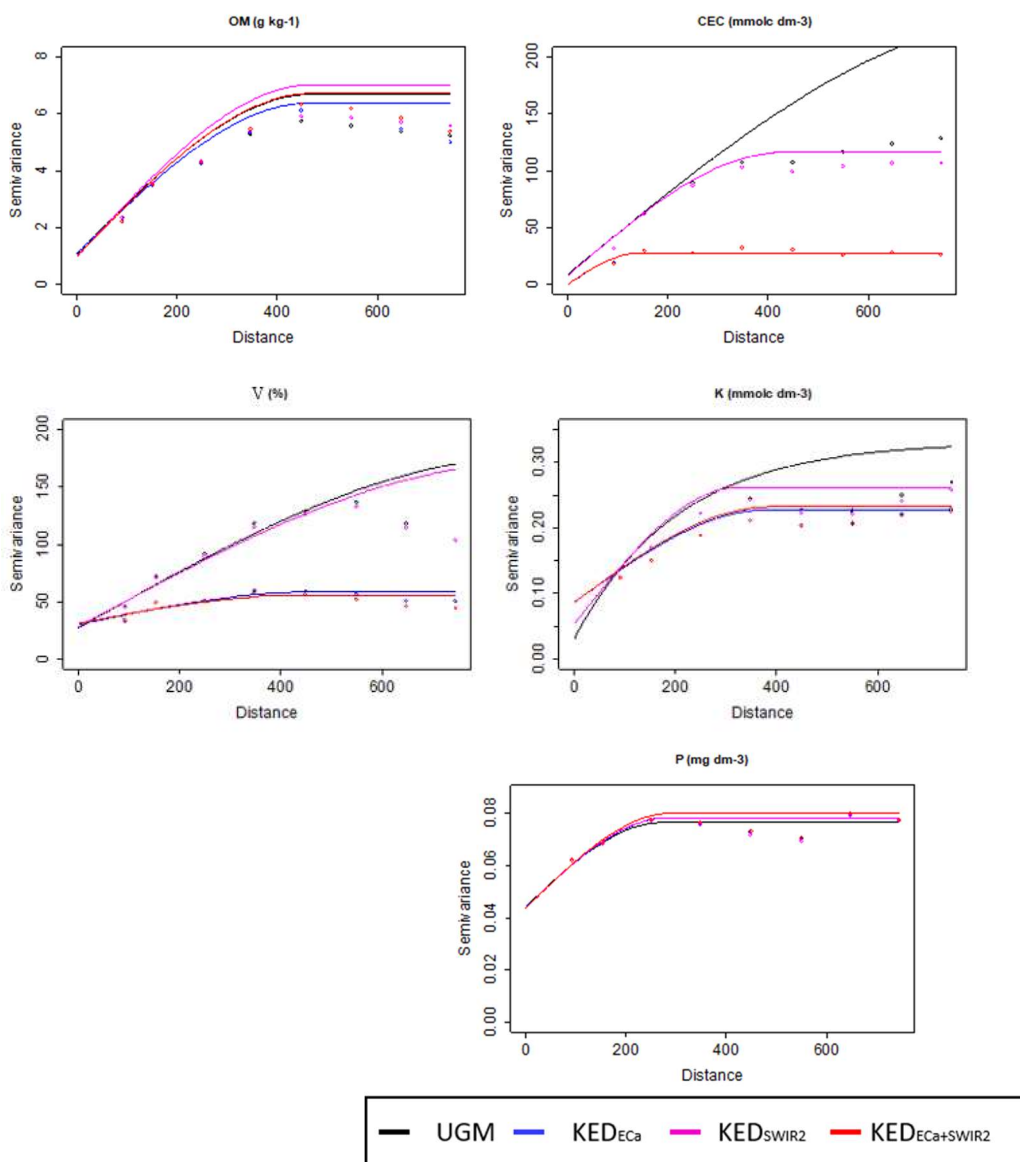 OM (g kg-1)
Semivariance
8
6
4
2
0
0 200 400 600
Distance
CEC (mmolc dm-3)
Semivariance
200
150
100
50
0
0 200 400 600
Distance
V (%)
Semivariance
200
150
100
50
0
0 200 400 600
Distance
K (mmolc dm-3)
Semivariance
0.30
0.20
0.10
0.00
0 200 400 600
Distance
P (mg dm-3)
Semivariance
0.08
0.06
0.04
0.02
0.00
0 200 400 600
Distance
UGM KEDECa KEDSWIR2 KEDECa+SWIR2